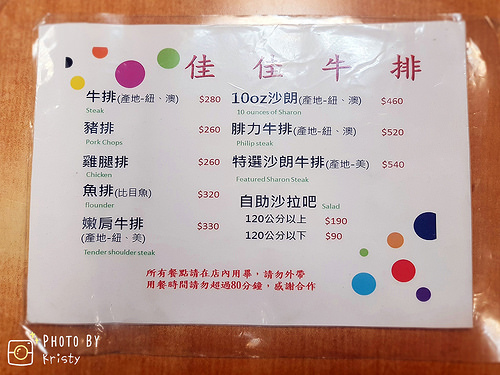 佳佳牛排
牛排(產地-紐、澳) $280
Steak
豬排 $260
Pork Chops
雞腿排 $260
Chicken
魚排(比目魚) $320
flounder
嫩肩牛排 $330
(產地-紐、美)
Tender shoulder steak
10oz沙朗(產地-紐、澳) $460
10 ounces of Sharon
腓力牛排(產地-紐、澳) $520
Philip steak
特選沙朗牛排(產地-美) $540
Featured Sharon Steak
自助沙拉吧 Salad
120公分以上 $190
120公分以下 $90
所有餐點請在店內用畢，請勿外帶
用餐時間請勿超過80分鐘，感謝合作
PHOTO BY
Kristy